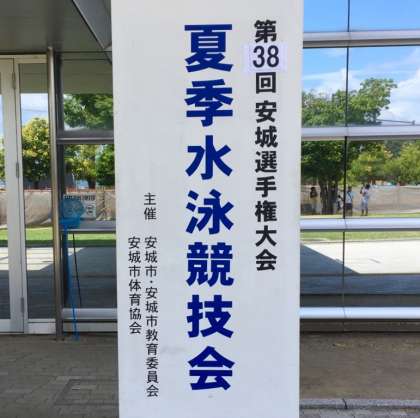 第38回 安城選手権大会
夏季水泳競技会
主催 安城市・安城市教育委員会
安城市体育協会